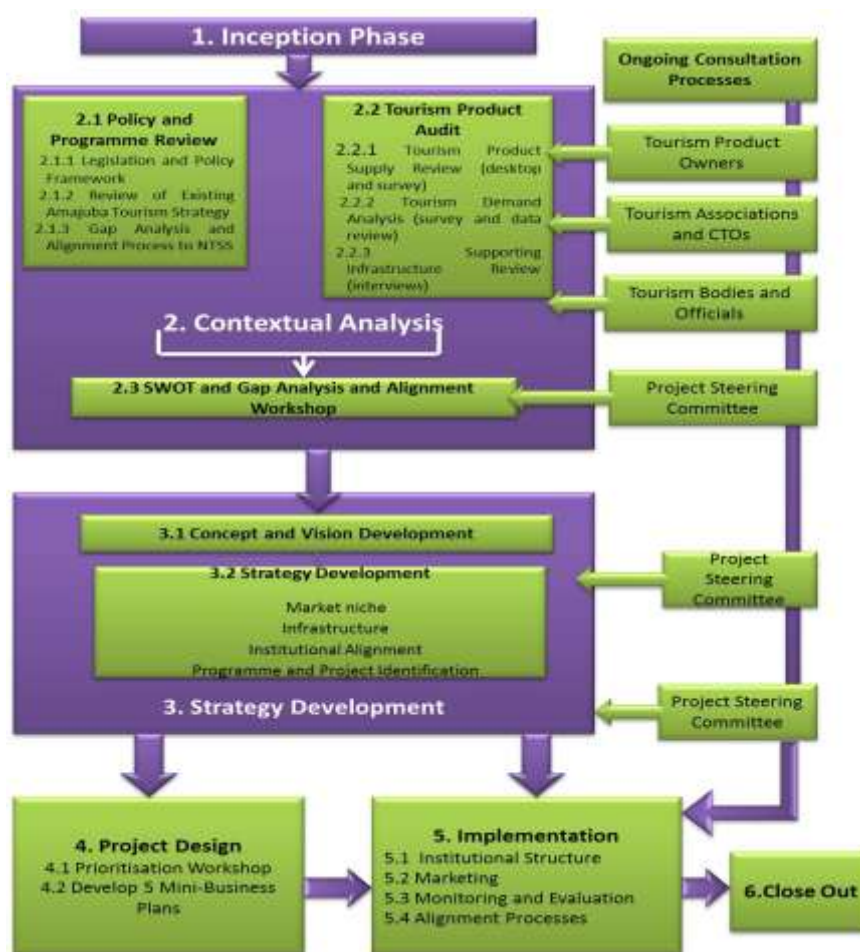 1. Inception Phase
Ongoing Consultation
Processes
2.1 Policy and
Programme Review
2.1.1 Legislation and Policy
Framework
2.1.2 Review of Existing
Amajuba Tourism Strategy
2.1.3 Gap Analysis and
Alignment Process to NTSS
2.2 Tourism Product
Audit
2.2.1 Tourism Product
Supply Review (desktop
and survey)
2.2.2 Tourism Demand
Analysis (survey and data
review)
2.2.3 Supporting
Infrastructure Review
(interviews)
Tourism Product
Owners
Tourism Associations
and CTOs
Tourism Bodies and
Officials
2. Contextual Analysis
2.3 SWOT and Gap Analysis and Alignment
Workshop
Project Steering
Committee
3.1 Concept and Vision Development
3.2 Strategy Development
Market niche
Infrastructure
Institutional Alignment
Programme and Project Identification
Project
Steering
Committee
3. Strategy Development
Project Steering
Committee
4. Project Design
4.1 Prioritisation Workshop
4.2 Develop 5 Mini-Business
Plans
5. Implementation
5.1 Institutional Structure
5.2 Marketing
5.3 Monitoring and Evaluation
5.4 Alignment Processes
6.Close Out